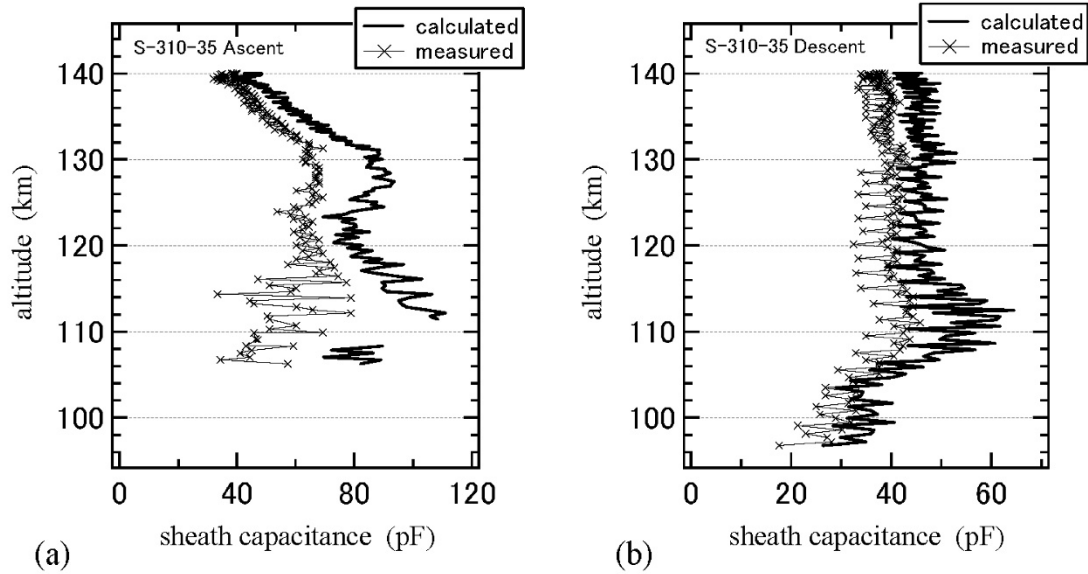 calculated
measured
S-310-35 Ascent
140
130
120
110
100
altitude (km)
0
40
80
120
sheath capacitance (pF)
(a)
calculated
measured
S-310-35 Descent
140
130
120
110
100
altitude (km)
0
20
40
60
sheath capacitance (pF)
(b)